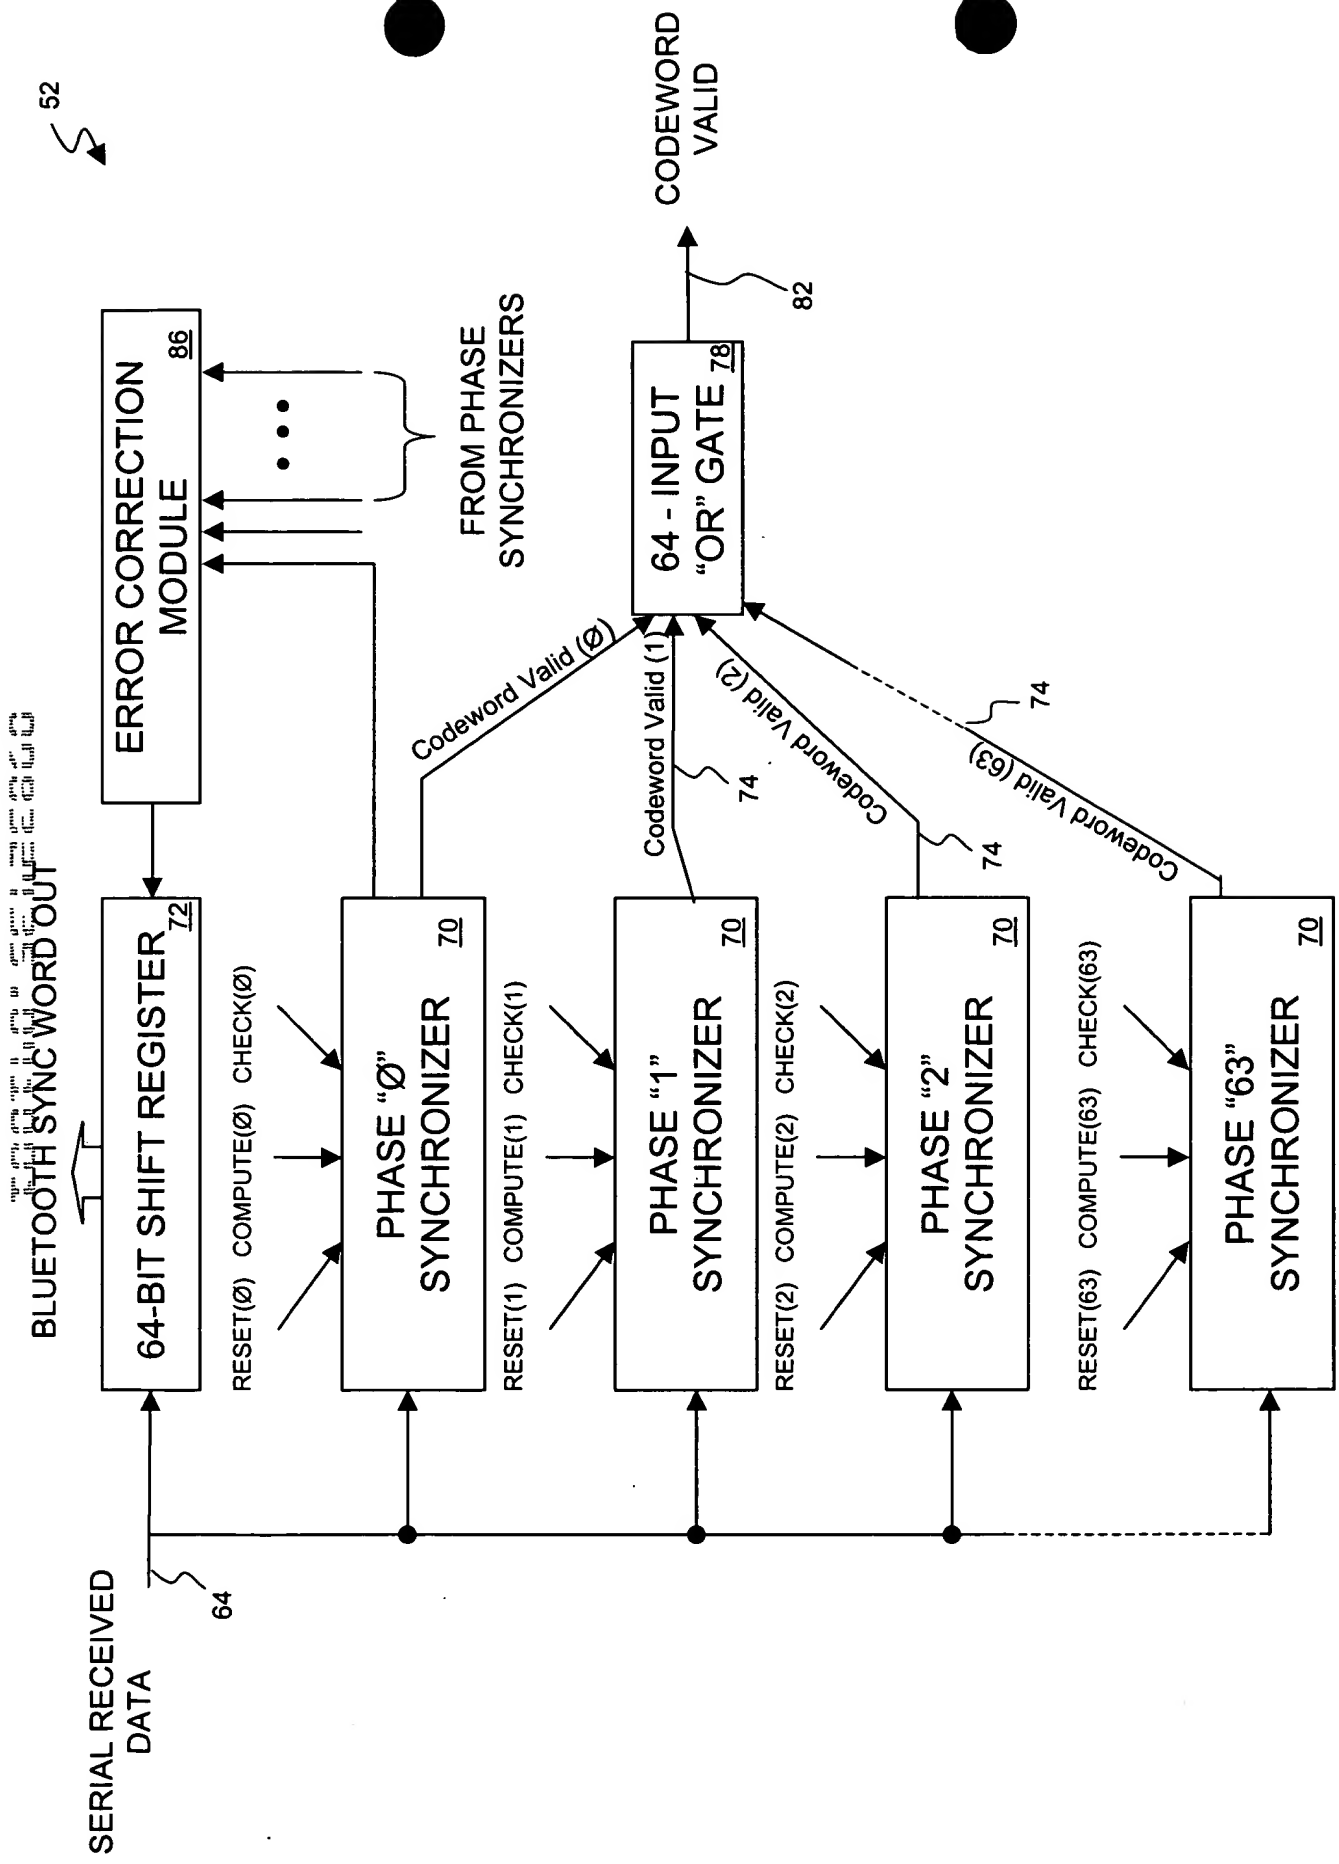 52
BLUETOOTH SYNC WORD OUT
SERIAL RECEIVED
DATA
64
64-BIT SHIFT REGISTER
72
ERROR CORRECTION
MODULE
86
FROM PHASE
SYNCHRONIZERS
RESET(Ø) COMPUTE(Ø) CHECK(Ø)
PHASE “Ø”
SYNCHRONIZER
70
Codeword Valid (Ø)
RESET(1) COMPUTE(1) CHECK(1)
PHASE “1”
SYNCHRONIZER
70
Codeword Valid (1)
74
RESET(2) COMPUTE(2) CHECK(2)
PHASE “2”
SYNCHRONIZER
70
Codeword Valid (2)
74
RESET(63) COMPUTE(63) CHECK(63)
PHASE “63”
SYNCHRONIZER
70
Codeword Valid (63)
74
64 - INPUT
“OR” GATE
78
82
CODEWORD
VALID